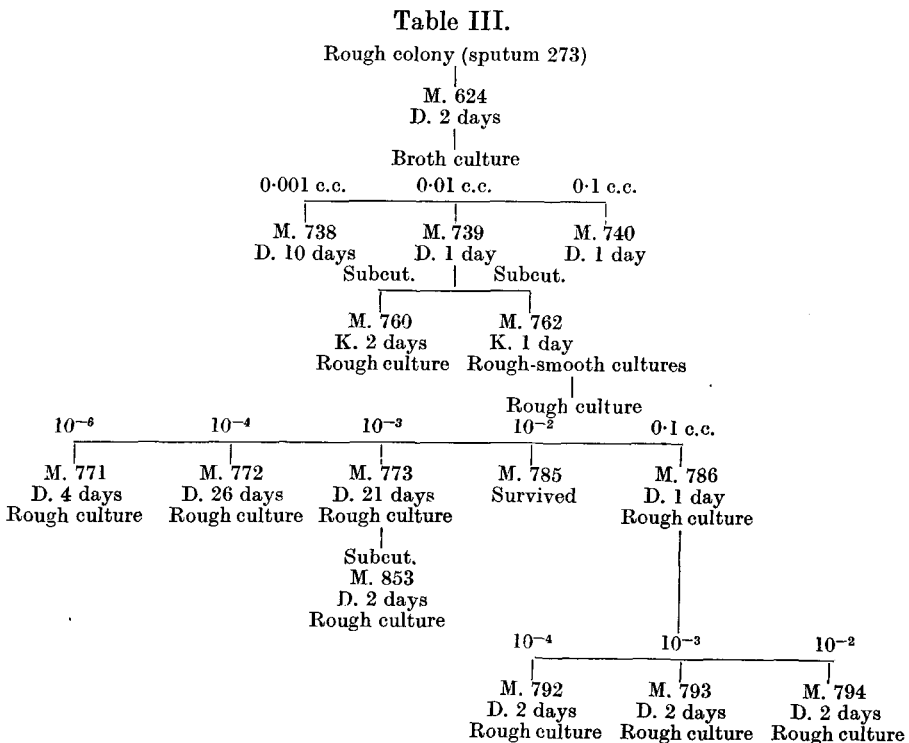 Table III.
Rough colony (sputum 273)
M. 624
D. 2 days
Broth culture
0·001 c.c. 0·01 c.c. 0·1 c.c.
M. 738 M. 739 M. 740
D. 10 days D. 1 day D. 1 day
Subcut. Subcut.
M. 760 M. 762
K. 2 days K. 1 day
Rough culture Rough-smooth cultures
Rough culture
10⁻⁶ 10⁻⁴ 10⁻³ 10⁻² 0·1 c.c.
M. 771 M. 772 M. 773 M. 785 M. 786
D. 4 days D. 26 days D. 21 days Survived D. 1 day
Rough culture Rough culture Rough culture Rough culture
Subcut.
M. 853
D. 2 days
Rough culture
10⁻⁴ 10⁻³ 10⁻²
M. 792 M. 793 M. 794
D. 2 days D. 2 days D. 2 days
Rough culture Rough culture Rough culture